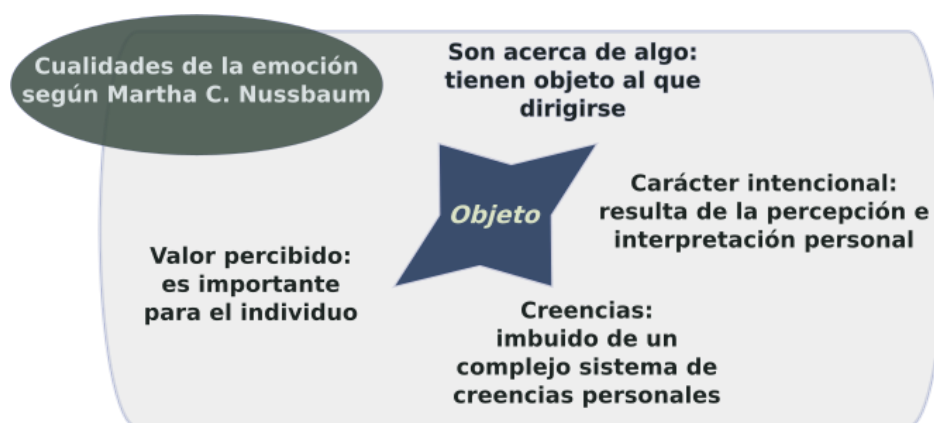 Cualidades de la emoción
según Martha C. Nussbaum
Son acerca de algo:
tienen objeto al que
dirigirse
Carácter intencional:
resulta de la percepción e
interpretación personal
Objeto
Valor percibido:
es importante
para el individuo
Creencias:
imbuido de un
complejo sistema de
creencias personales